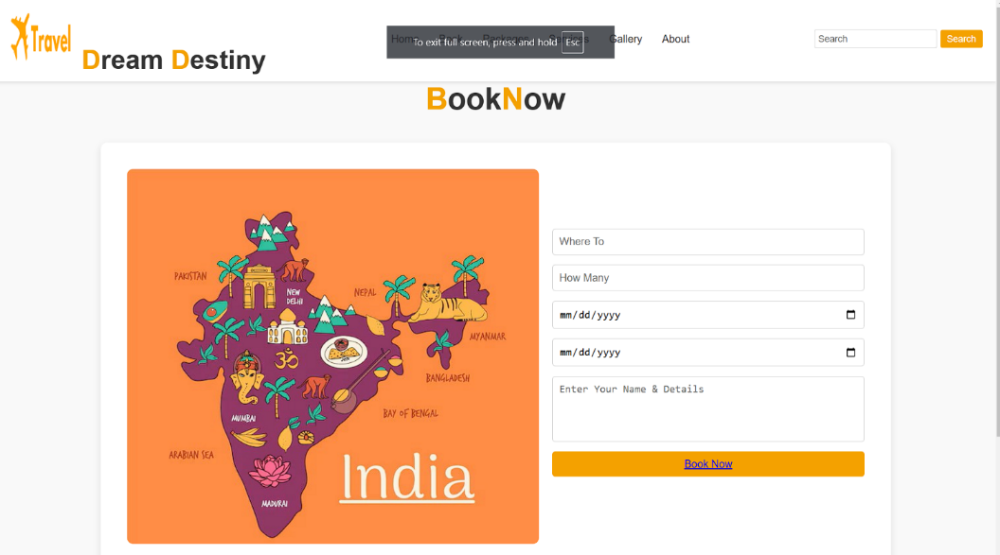 Travel
Dream Destiny
Home Book Packages Services Gallery About
To exit full screen, press and hold Esc
Search
Search
BookNow
PAKISTAN
NEW
DELHI
NEPAL
MYANMAR
BANGLADESH
MUMBAI
BAY OF BENGAL
ARABIAN SEA
India
MADURAI
Where To
How Many
mm/dd/yyyy
mm/dd/yyyy
Enter Your Name & Details
Book Now